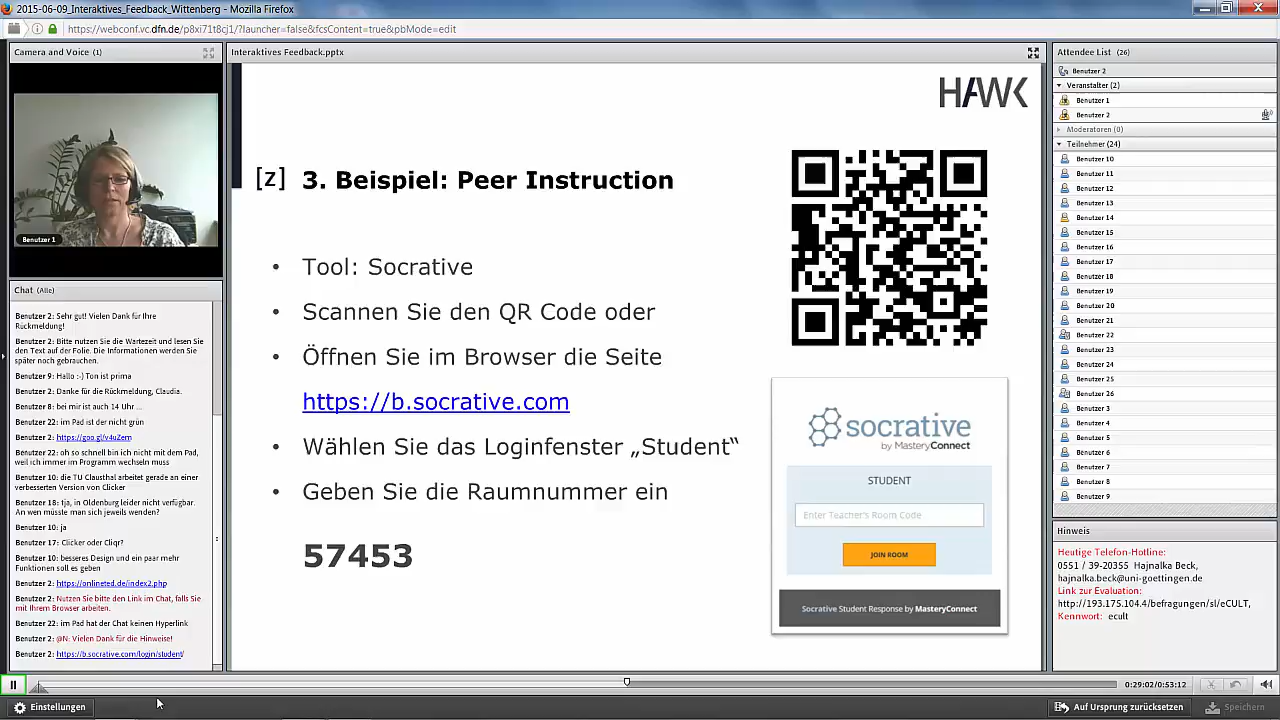 2015-06-09_Interaktives_Feedback_Wittenberg - Mozilla Firefox
https://webconf.vc.dfn.de/p8xi71t8cj1/?launcher=false&fcsContent=true&pbMode=edit
Camera and Voice (1)
Benutzer 1
Chat (Alle)
Benutzer 2: Sehr gut! Vielen Dank für Ihre
Rückmeldung!
Benutzer 2: Bitte nutzen Sie die Wartezeit und lesen Sie
den Text auf der Folie. Die Informationen werden Sie
später noch gebrauchen.
Benutzer 9: Hallo :-) Ton ist prima
Benutzer 2: Danke für die Rückmeldung, Claudia.
Benutzer 8: bei mir ist auch 14 Uhr ...
Benutzer 22: im Pad ist der nicht grün
Benutzer 2: https://goo.gl/v4uZem
Benutzer 22: oh so schnell bin ich nicht mit dem Pad,
weil ich immer im Programm wechseln muss
Benutzer 10: die TU Clausthal arbeitet gerade an einer
verbesserten Version von Clicker
Benutzer 18: tja, in Oldenburg leider nicht verfügbar.
An wen müsste man sich jeweils wenden?
Benutzer 10: ja
Benutzer 17: Clicker oder Cliqr?
Benutzer 10: besseres Design und ein paar mehr
Funktionen soll es geben
Benutzer 2: https://onlineted.de/index2.php
Benutzer 2: Nutzen Sie bitte den Link im Chat, falls Sie
mit Ihrem Browser arbeiten.
Benutzer 22: im Pad hat der Chat keinen Hyperlink
Benutzer 2: @N: Vielen Dank für die Hinweise!
Benutzer 2: https://b.socrative.com/login/student/
Interaktives Feedback.pptx
HAWK
[z] 3. Beispiel: Peer Instruction
• Tool: Socrative
• Scannen Sie den QR Code oder
• Öffnen Sie im Browser die Seite
https://b.socrative.com
• Wählen Sie das Loginfenster „Student“
• Geben Sie die Raumnummer ein
57453
socrative
by MasteryConnect
STUDENT
Enter Teacher's Room Code
JOIN ROOM
Socrative Student Response by MasteryConnect
Attendee List (26)
Benutzer 2
Veranstalter (2)
Benutzer 1
Benutzer 2
Moderatoren (0)
Teilnehmer (24)
Benutzer 10
Benutzer 11
Benutzer 12
Benutzer 13
Benutzer 14
Benutzer 15
Benutzer 16
Benutzer 17
Benutzer 18
Benutzer 19
Benutzer 20
Benutzer 21
Benutzer 22
Benutzer 23
Benutzer 24
Benutzer 25
Benutzer 26
Benutzer 3
Benutzer 4
Benutzer 5
Benutzer 6
Benutzer 7
Benutzer 8
Benutzer 9
Hinweis
Heutige Telefon-Hotline:
0551 / 39-20355 Hajnalka Beck,
hajnalka.beck@uni-goettingen.de
Link zur Evaluation:
http://193.175.104.4/befragungen/sl/eCULT,
Kennwort: ecult
0:29:02/0:53:12
Einstellungen
Auf Ursprung zurücksetzen
Speichern